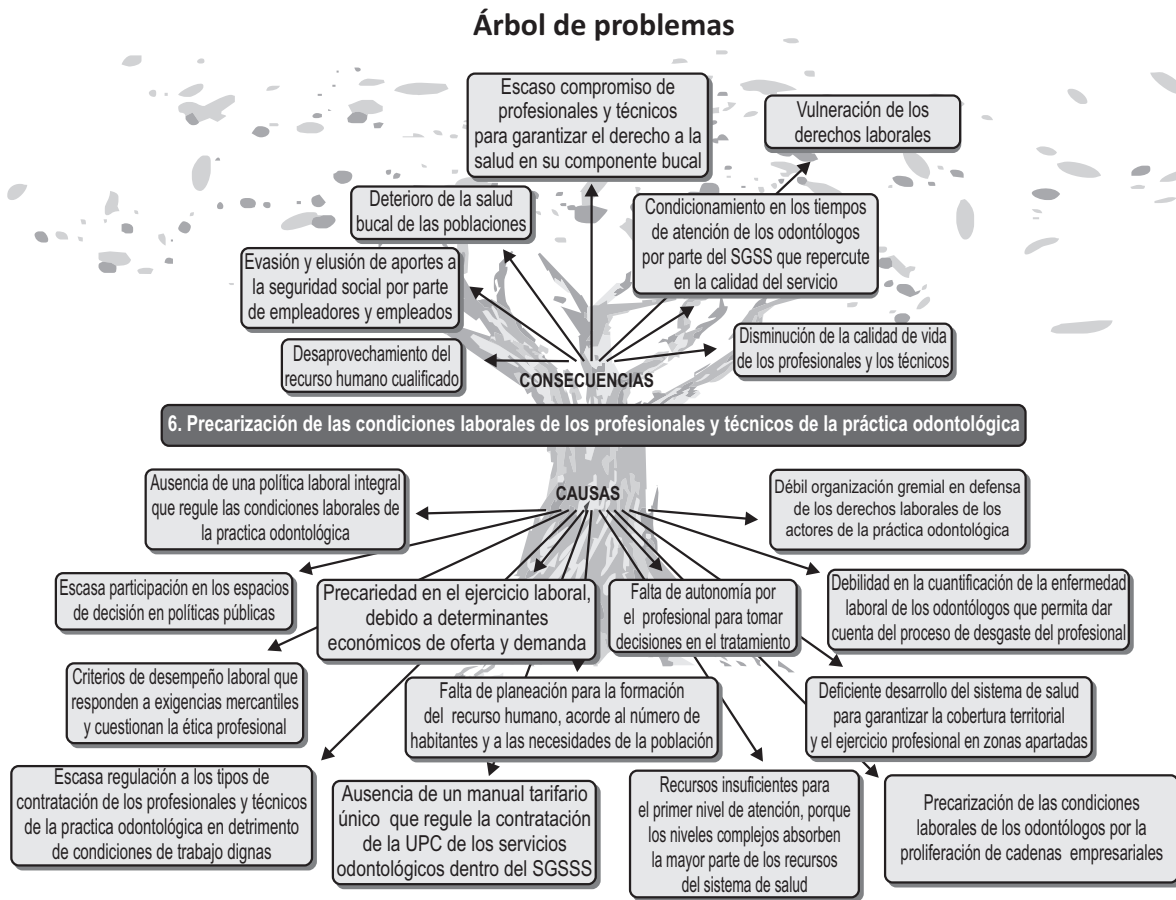 Árbol de problemas
Escaso compromiso de
profesionales y técnicos
para garantizar el derecho a la
salud en su componente bucal
Vulneración de los
derechos laborales
Deterioro de la salud
bucal de las poblaciones
Condicionamiento en los tiempos
de atención de los odontólogos
por parte del SGSS que repercute
en la calidad del servicio
Evasión y elusión de aportes a
la seguridad social por parte
de empleadores y empleados
Desaprovechamiento del
recurso humano cualificado
Disminución de la calidad de vida
de los profesionales y los técnicos
CONSECUENCIAS
6. Precarización de las condiciones laborales de los profesionales y técnicos de la práctica odontológica
CAUSAS
Ausencia de una política laboral integral
que regule las condiciones laborales de
la practica odontológica
Débil organización gremial en defensa
de los derechos laborales de los
actores de la práctica odontológica
Escasa participación en los espacios
de decisión en políticas públicas
Precariedad en el ejercicio laboral,
debido a determinantes
económicos de oferta y demanda
Falta de autonomía por
el profesional para tomar
decisiones en el tratamiento
Debilidad en la cuantificación de la enfermedad
laboral de los odontólogos que permita dar
cuenta del proceso de desgaste del profesional
Criterios de desempeño laboral que
responden a exigencias mercantiles
y cuestionan la ética profesional
Falta de planeación para la formación
del recurso humano, acorde al número de
habitantes y a las necesidades de la población
Deficiente desarrollo del sistema de salud
para garantizar la cobertura territorial
y el ejercicio profesional en zonas apartadas
Escasa regulación a los tipos de
contratación de los profesionales y técnicos
de la practica odontológica en detrimento
de condiciones de trabajo dignas
Ausencia de un manual tarifario
único que regule la contratación
de la UPC de los servicios
odontológicos dentro del SGSSS
Recursos insuficientes para
el primer nivel de atención, porque
los niveles complejos absorben
la mayor parte de los recursos
del sistema de salud
Precarización de las condiciones
laborales de los odontólogos por la
proliferación de cadenas empresariales